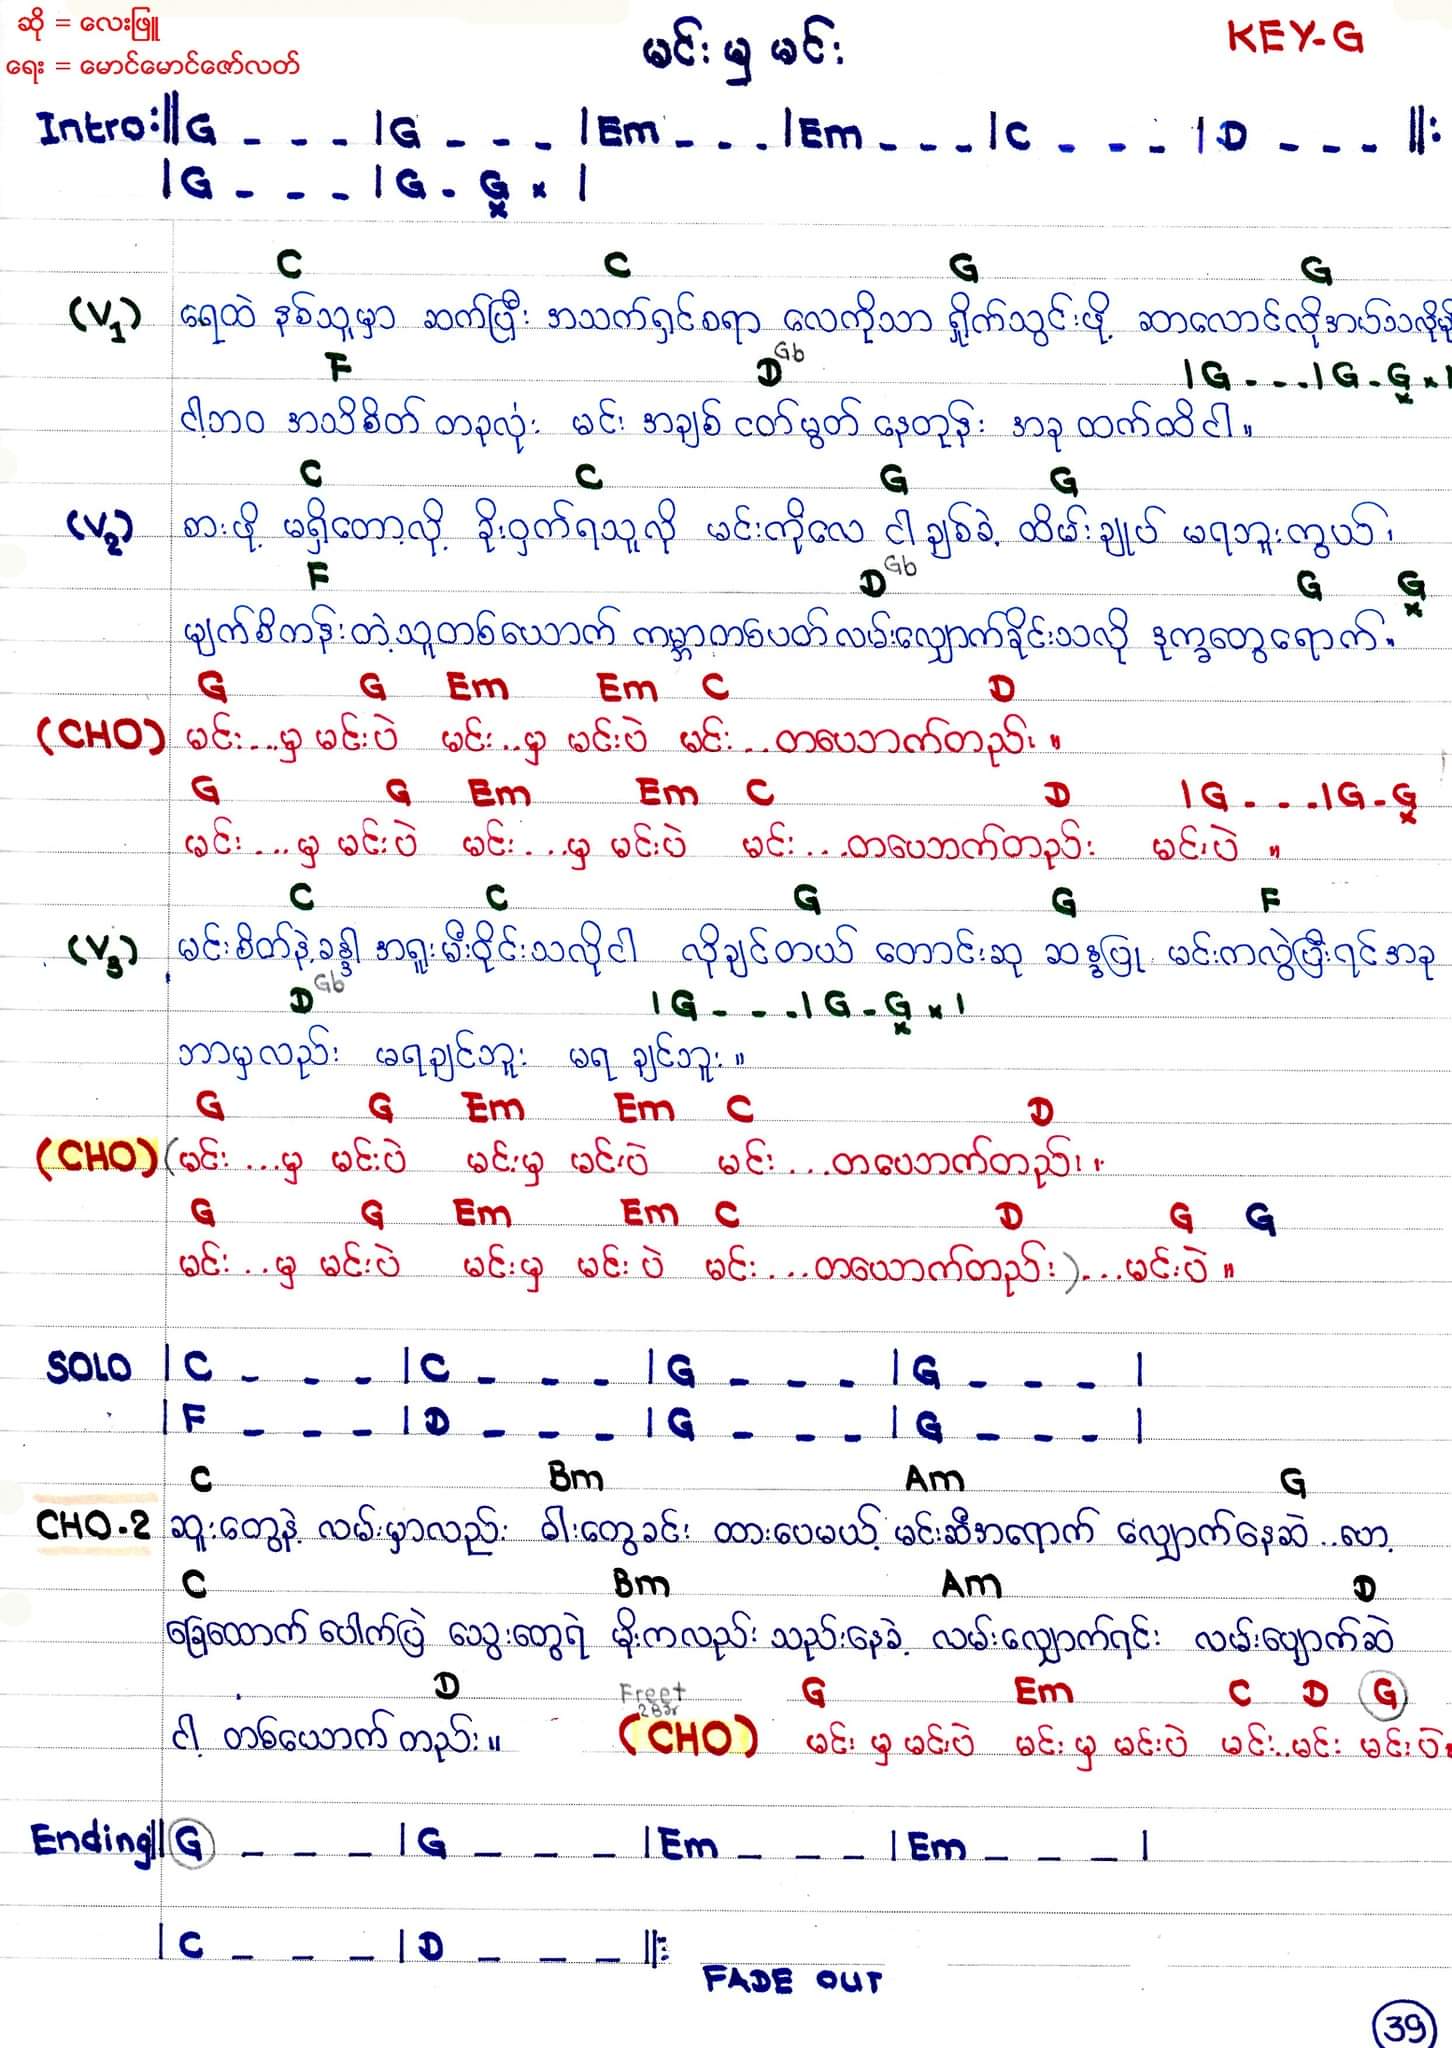 ဆို = လေးဖြူ
ရေး = မောင်မောင်ဇော်လတ်
မင်းမှ မင်း
KEY-G
Intro:||G _ _ _ |G _ _ _ |Em _ _ _ |Em _ _ _ |C _ _ _ |D _ _ _ ||:
|G _ _ _ |G - G x |
x
C C G G
(V1) ရေထဲ နစ်သူမှာ ဆက်ပြီး အသက်ရှင်စရာ လေကိုသာ ရှိုက်သွင်းဖို့ ဆာလောင်လိုအပ်သလိုမျိုး
F D Gb |G - - - |G - G x |
x
ငါ့ဘဝ အသိစိတ် တခုလုံး မင်း အချစ် ငတ်မွတ် နေတုန်း အခု ထက်ထိ ငါ။
C C G G
(V2) စားဖို့ မရှိတော့လို့ ခိုးဝှက်ရသူလို မင်းကိုလေ ငါချစ်ခဲ့ ထိမ်းချုပ် မရဘူးကွယ်၊
F D Gb G G
x
မျက်စိကန်းတဲ့သူတစ်ယောက် ကမ္ဘာတစ်ပတ်လမ်းလျှောက်ခိုင်းသလို ဒုက္ခတွေရောက်။
G G Em Em C D
(CHO) မင်း...မှ မင်းပဲ မင်း..မှ မင်းပဲ မင်း...တယောက်တည်း။
G G Em Em C D |G - - - |G - G
x
မင်း...မှ မင်းပဲ မင်း...မှ မင်းပဲ မင်း...တယောက်တည်း မင်းပဲ။
C C G G F
(V3) မင်းစိတ်နဲ့ခန္ဓါ အရူးမီးဝိုင်းသလိုငါ လိုချင်တယ် တောင်းဆု ဆန္ဒပြု မင်းကလွဲပြီးရင်အခု
D Gb |G - - - |G - G x |
x
ဘာမှလည်း မရချင်ဘူး မရ ချင်ဘူး။
G G Em Em C D
(CHO) (မင်း...မှ မင်းပဲ မင်းမှ မင်းပဲ မင်း...တယောက်တည်း။
G G Em Em C D G G
မင်း..မှ မင်းပဲ မင်းမှ မင်းပဲ မင်း...တယောက်တည်း)...မင်းပဲ။
SOLO |C _ _ _ |C _ _ _ |G _ _ _ |G _ _ _ |
|F _ _ _ |D _ _ _ |G _ _ _ |G _ _ _ |
C Bm Am G
CHO.2 ဆူးတွေနဲ့ လမ်းမှာလည်း ဓါးတွေခင်း ထားပေမယ့် မင်းဆီအရောက် လျှောက်နေဆဲ..ဟော့
C Bm Am D
ခြေထောက် ပေါက်ပြဲ သွေးတွေရဲ မိုးကလည်း သည်းနေခဲ့ လမ်းလျှောက်ရင်း လမ်းပျောက်ဆဲ
D Freet G Em C D G
ငါ့ တစ်ယောက်တည်း။ (CHO) မင်း မှ မင်းပဲ မင်း မှ မင်းပဲ မင်း..မင်း မင်းပဲ။
Ending||G _ _ _ |G _ _ _ |Em _ _ _ |Em _ _ _ |
|C _ _ _ |D _ _ _ ||:
FADE OUT
39